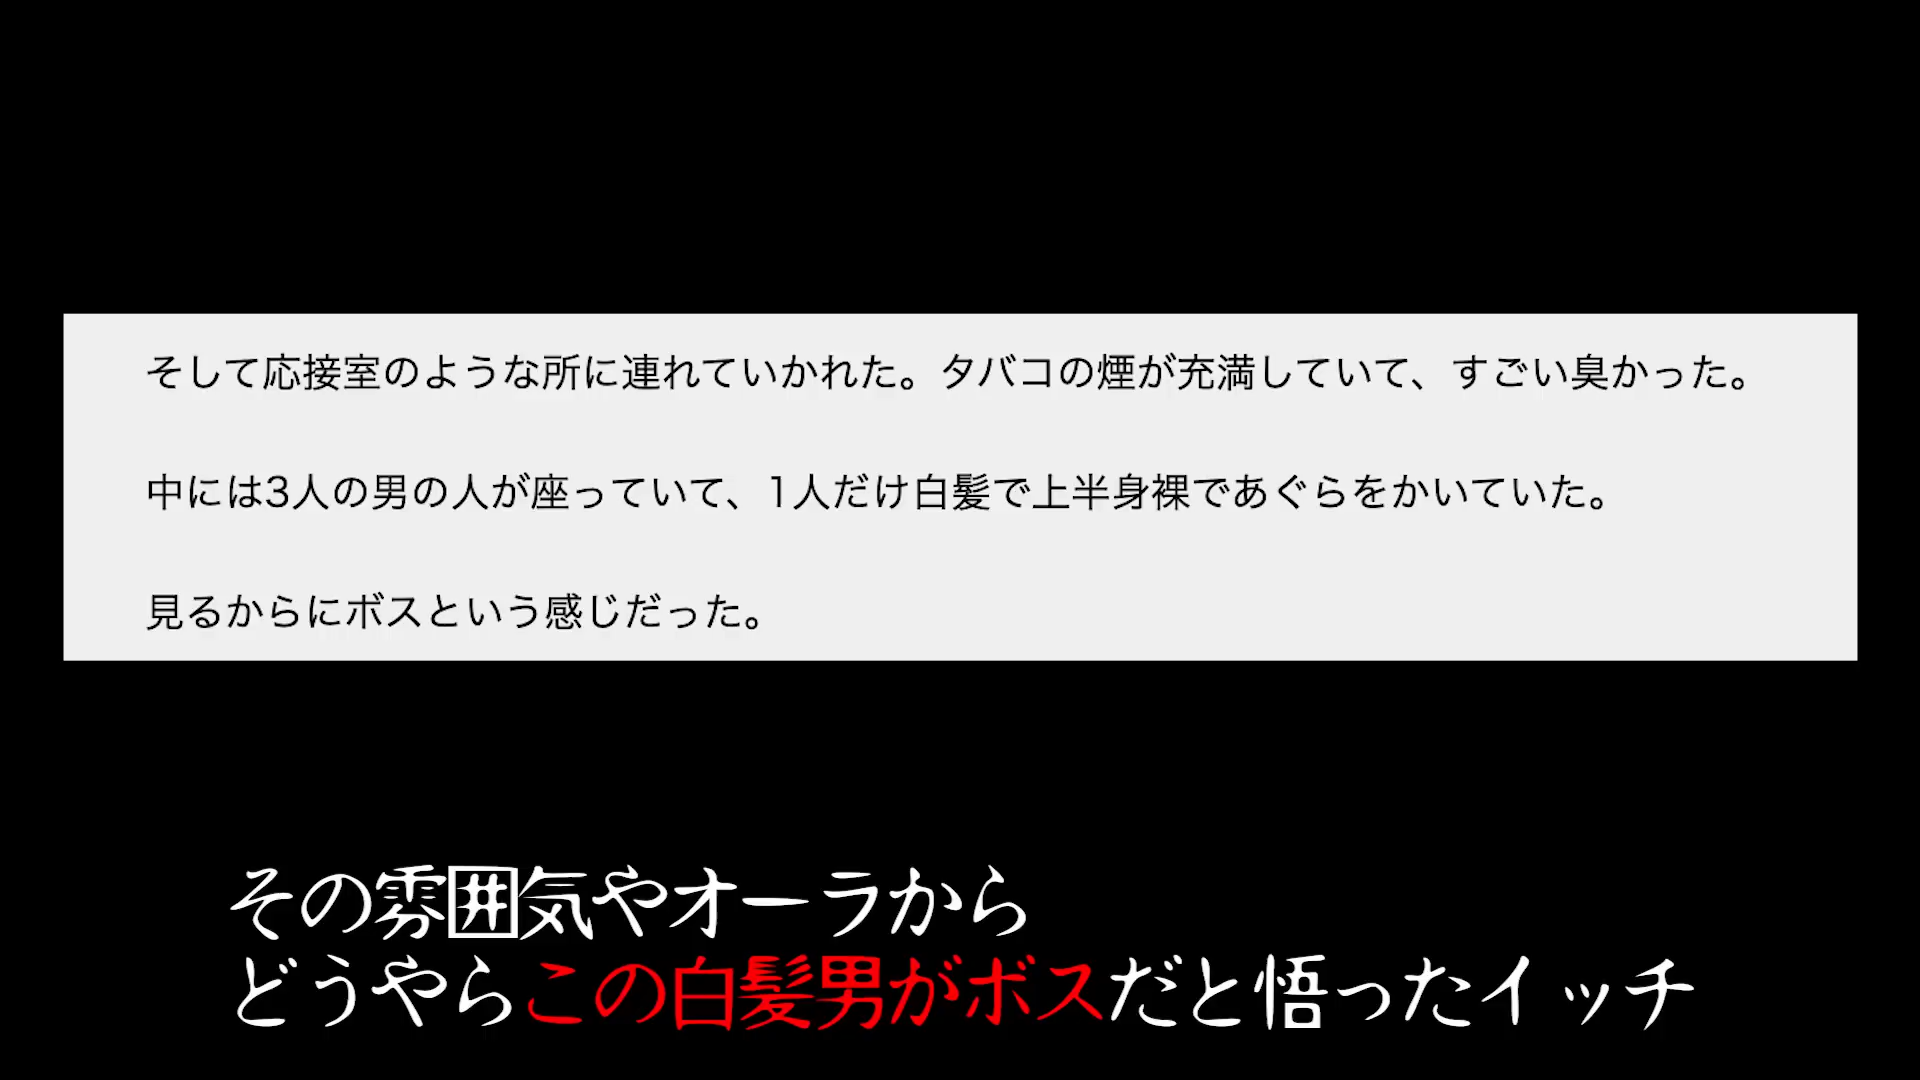 そして応接室のような所に連れていかれた。タバコの煙が充満していて、すごい臭かった。
中には3人の男の人が座っていて、1人だけ白髪で上半身裸であぐらをかいていた。
見るからにボスという感じだった。
その雰囲気やオーラから
どうやらこの白髪男がボスだと悟ったイッチ